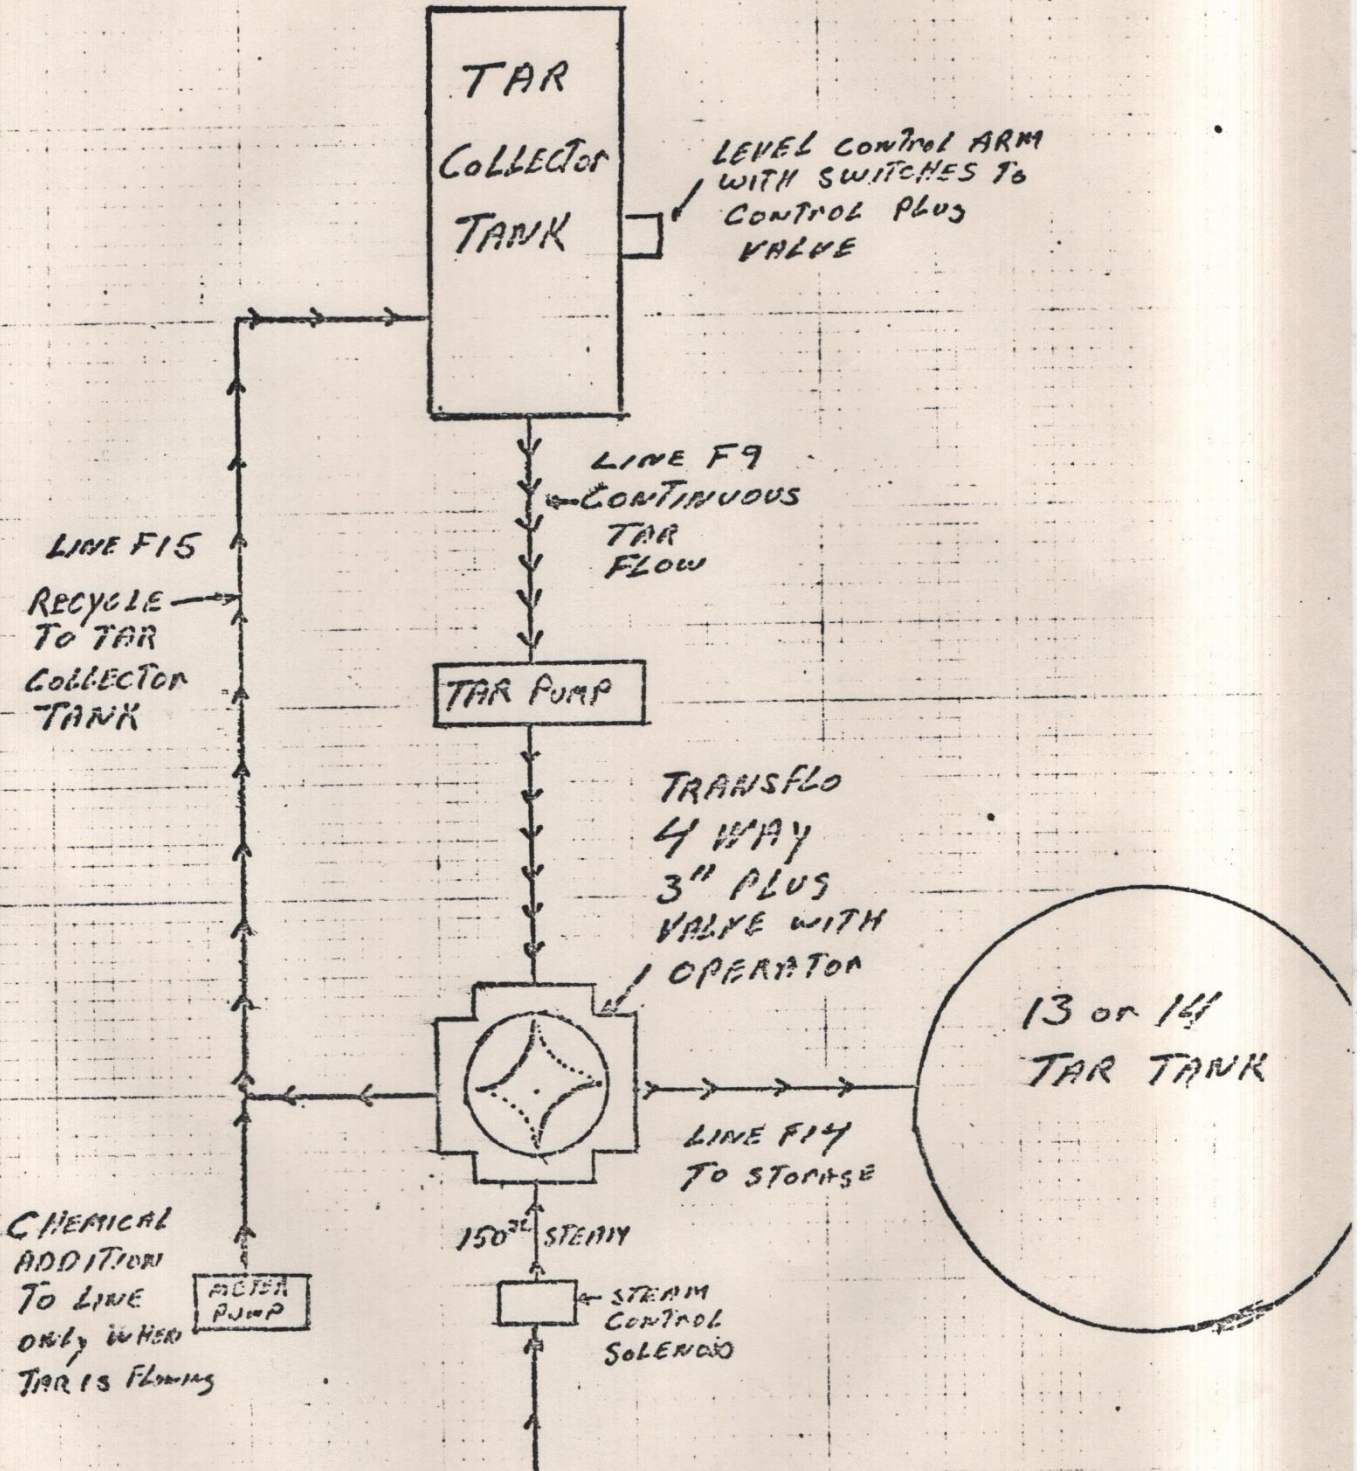 TAR
COLLECTOR
TANK
LEVEL CONTROL ARM
WITH SWITCHES TO
CONTROL PLUG
VALVE
LINE F9
CONTINUOUS
TAR
FLOW
LINE F15
RECYCLE
TO TAR
COLLECTOR
TANK
TAR PUMP
TRANSFLO
4 WAY
3" PLUG
VALVE WITH
OPERATOR
13 or 14
TAR TANK
LINE F14
TO STORAGE
150# STEAM
CHEMICAL
ADDITION
TO LINE
ONLY WHEN
TAR IS FLOWING
METER
PUMP
STEAM
CONTROL
SOLENOID